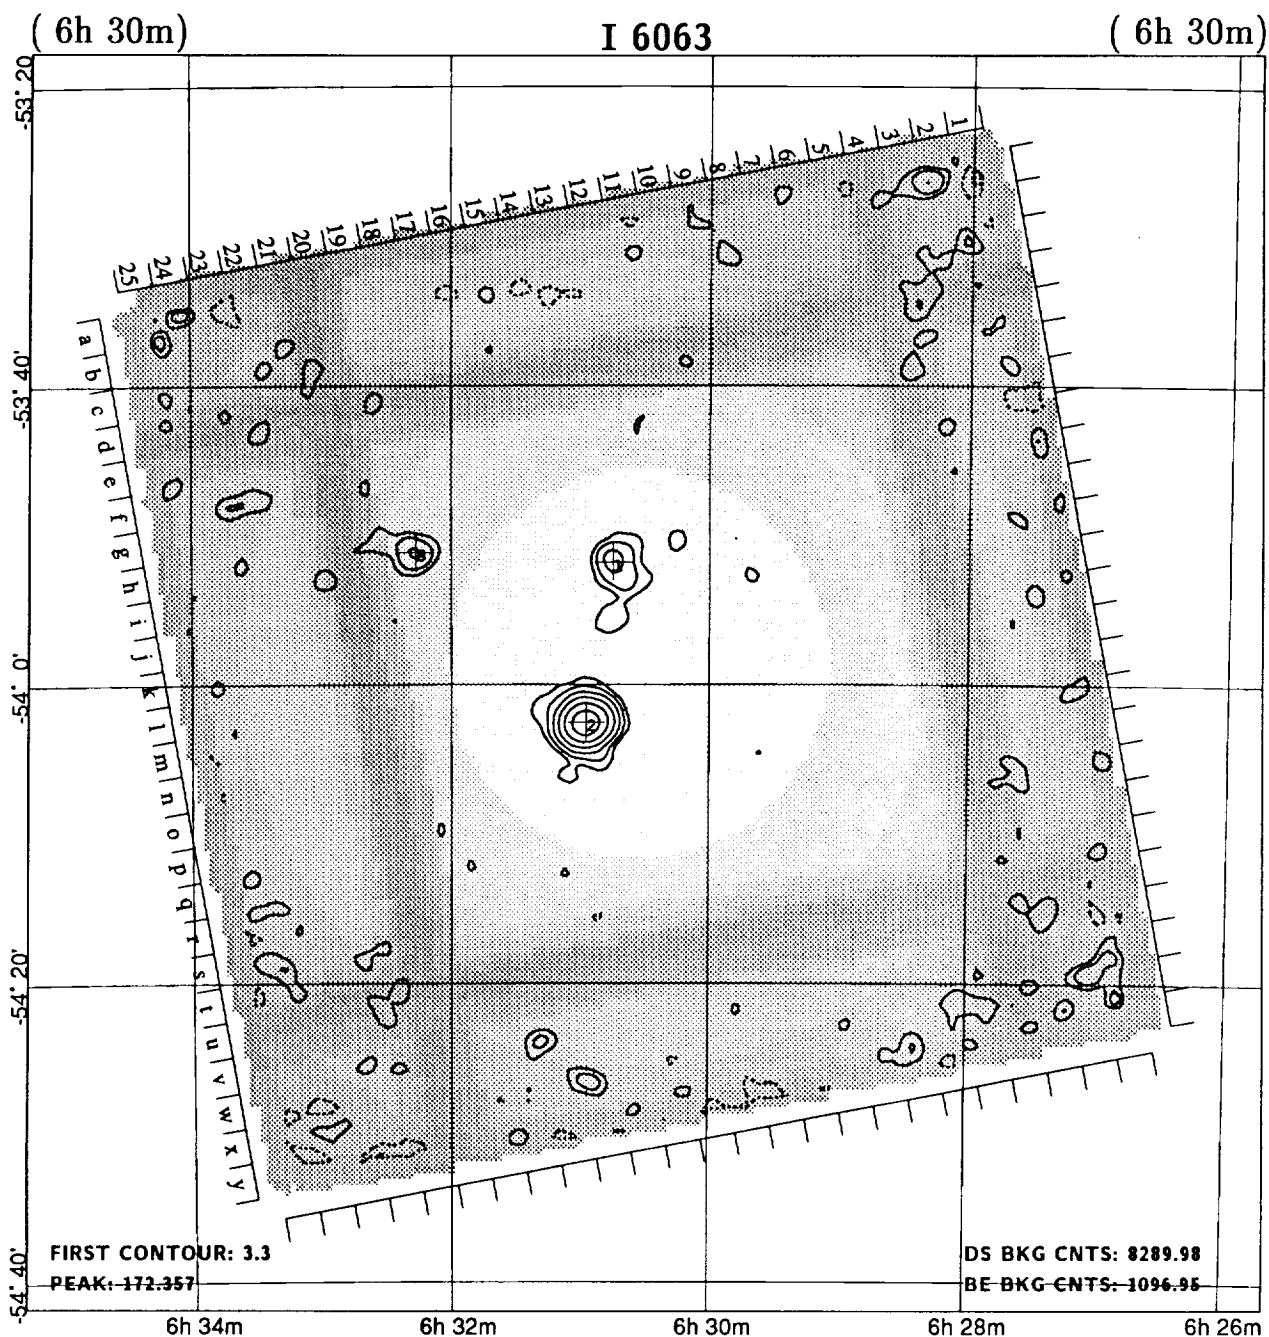 ( 6h 30m) I 6063 ( 6h 30m)
-53° 20
1 2 3 4 5 6 7 8 9 10 11 12 13 14 15 16 17 18 19 20 21 22 23 24 25
-53° 40'
a b c d e f g h i j k l m n o p q r s t u v w x y
-54° 0'
2
-54° 20'
FIRST CONTOUR: 3.3
PEAK: 172.357
DS BKG CNTS: 8289.98
BE BKG CNTS: 1096.95
-54° 40'
6h 34m 6h 32m 6h 30m 6h 28m 6h 26m